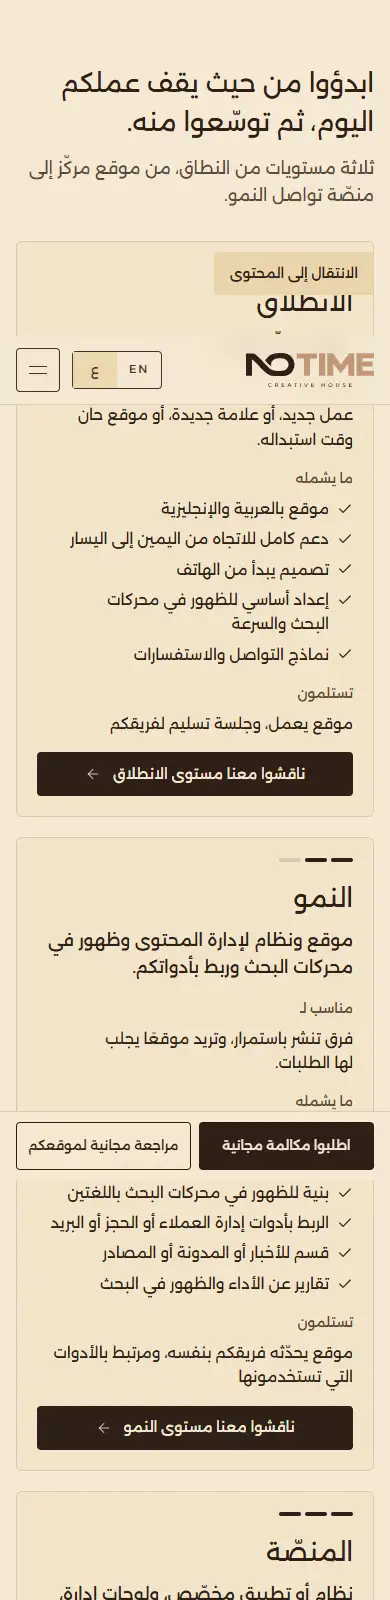 ابدؤوا من حيث يقف عملكم
اليوم، ثم توسّعوا منه.
ثلاثة مستويات من النطاق، من موقع مركّز إلى
منصّة تواصل النمو.
الانتقال إلى المحتوى
الانطلاق
NOTIME
CREATIVE HOUSE
EN
ع
عمل جديد، أو علامة جديدة، أو موقع حان
وقت استبداله.
ما يشمله
موقع بالعربية والإنجليزية
دعم كامل للاتجاه من اليمين إلى اليسار
تصميم يبدأ من الهاتف
إعداد أساسي للظهور في محركات
البحث والسرعة
نماذج التواصل والاستفسارات
تستلمون
موقع يعمل، وجلسة تسليم لفريقكم
ناقشوا معنا مستوى الانطلاق
النمو
موقع ونظام لإدارة المحتوى وظهور في
محركات البحث وربط بأدواتكم.
مناسب لـ
فرق تنشر باستمرار، وتريد موقعًا يجلب
لها الطلبات.
ما يشمله
اطلبوا مكالمة مجانية
مراجعة مجانية لموقعكم
بنية للظهور في محركات البحث باللغتين
الربط بأدوات إدارة العملاء أو الحجز أو البريد
قسم للأخبار أو المدونة أو المصادر
تقارير عن الأداء والظهور في البحث
تستلمون
موقع يحدّثه فريقكم بنفسه، ومرتبط بالأدوات
التي تستخدمونها
ناقشوا معنا مستوى النمو
المنصّة
نظام أو تطبيق مخصّص، ولوحات إدارة،